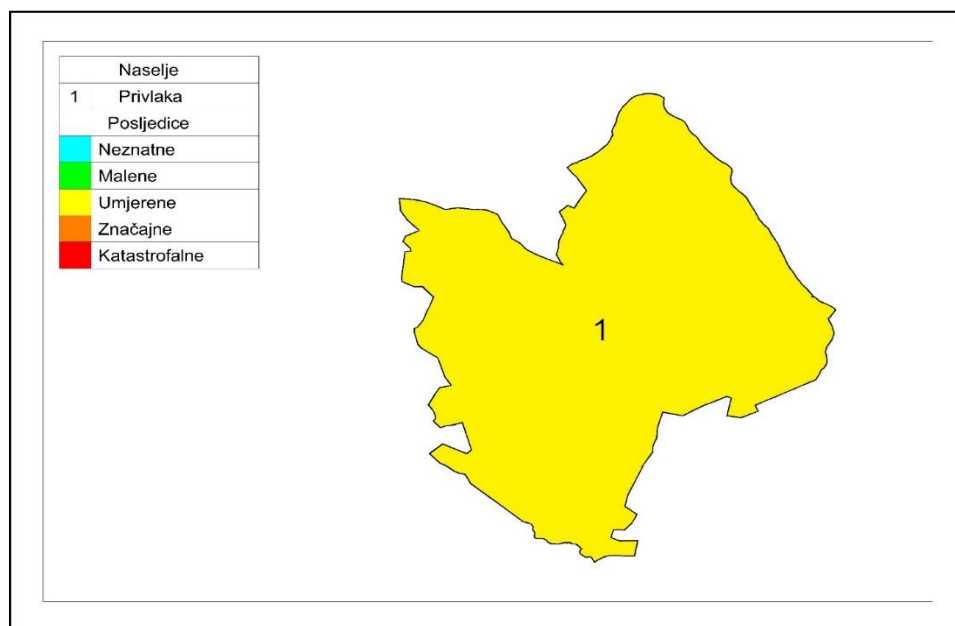 Naselje
1 Privlaka
Posljedice
Neznatne
Malene
Umjerene
Značajne
Katastrofalne
1